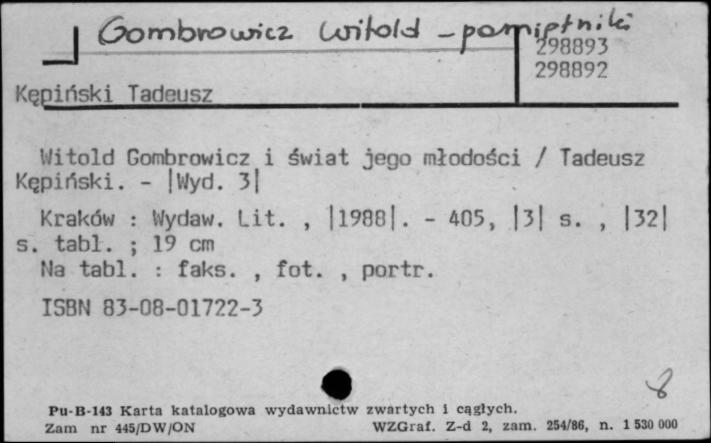 Gombrowicz Witold - pamiętniki
298893
298892
Kępiński Tadeusz
Witold Gombrowicz i świat jego młodości / Tadeusz
Kępiński. - |Wyd. 3|
Kraków : Wydaw. Lit. , |1988|. - 405, |3| s. , |32|
s. tabl. ; 19 cm
Na tabl. : faks. , fot. , portr.
ISBN 83-08-01722-3
8
Pu-B-143 Karta katalogowa wydawnictw zwartych i cągłych.
Zam nr 445/DW/ON WZGraf. Z-d 2, zam. 254/86, n. 1 530 000